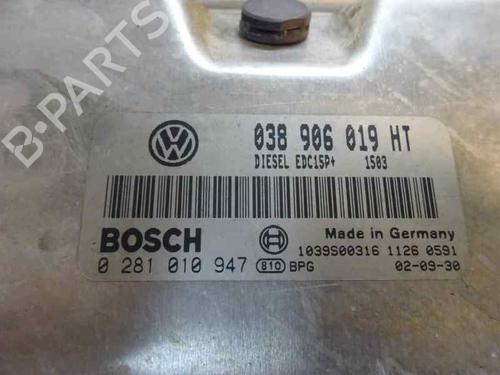 B-PARTS
038 906 019 HT
DIESEL EDC15P+ 1503
BOSCH
Made in Germany
1039S00316 1126 0591
0 281 010 947 810 BPG 02-09-30